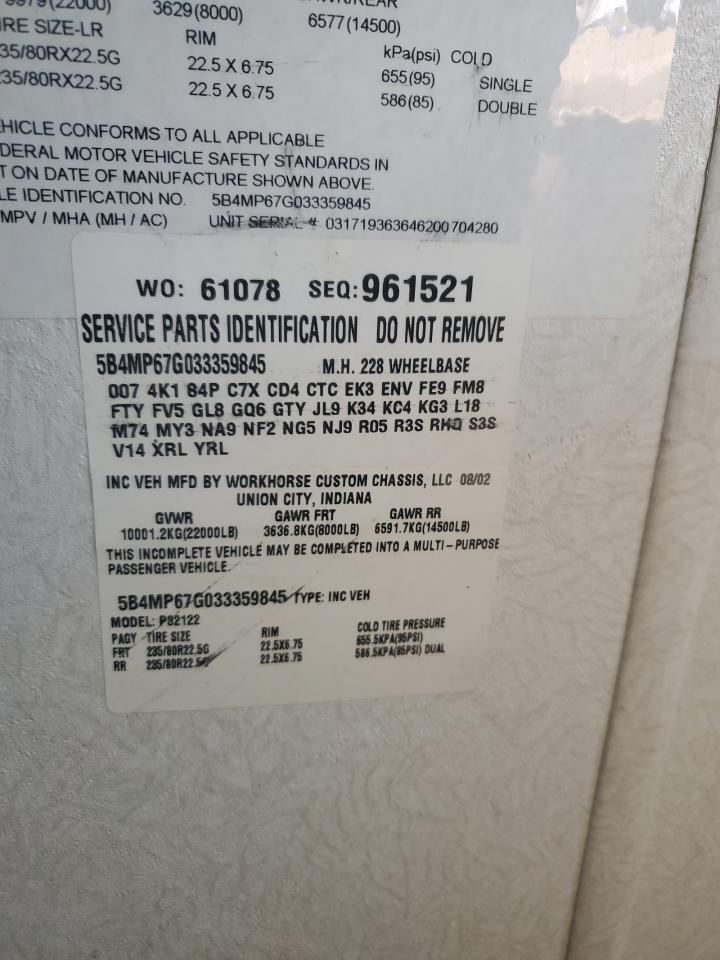 9979(22000) 3629(8000) 6577(14500)
TIRE SIZE-LR RIM kPa(psi) COLD
235/80RX22.5G 22.5 X 6.75 655(95) SINGLE
235/80RX22.5G 22.5 X 6.75 586(85) DOUBLE
VEHICLE CONFORMS TO ALL APPLICABLE
FEDERAL MOTOR VEHICLE SAFETY STANDARDS IN
T ON DATE OF MANUFACTURE SHOWN ABOVE.
LE IDENTIFICATION NO. 5B4MP67G033359845
MPV / MHA (MH / AC) UNIT SERIAL # 031719363646200704280
WO: 61078 SEQ: 961521
SERVICE PARTS IDENTIFICATION DO NOT REMOVE
5B4MP67G033359845 M.H. 228 WHEELBASE
007 4K1 84P C7X CD4 CTC EK3 ENV FE9 FM8
FTY FV5 GL8 GQ6 GTY JL9 K34 KC4 KG3 L18
M74 MY3 NA9 NF2 NG5 NJ9 R05 R3S RHQ S3S
V14 XRL YRL
INC VEH MFD BY WORKHORSE CUSTOM CHASSIS, LLC 08/02
UNION CITY, INDIANA
GVWR GAWR FRT GAWR RR
10001.2KG(22000LB) 3636.8KG(8000LB) 6591.7KG(14500LB)
THIS INCOMPLETE VEHICLE MAY BE COMPLETED INTO A MULTI-PURPOSE
PASSENGER VEHICLE.
5B4MP67G033359845 TYPE: INC VEH
MODEL: P82122
PAGY TIRE SIZE RIM COLD TIRE PRESSURE
FRT 235/80R22.5G 22.5X6.75 655.5KPA(95PSI)
RR 235/80R22.5G 22.5X6.75 586.5KPA(85PSI) DUAL